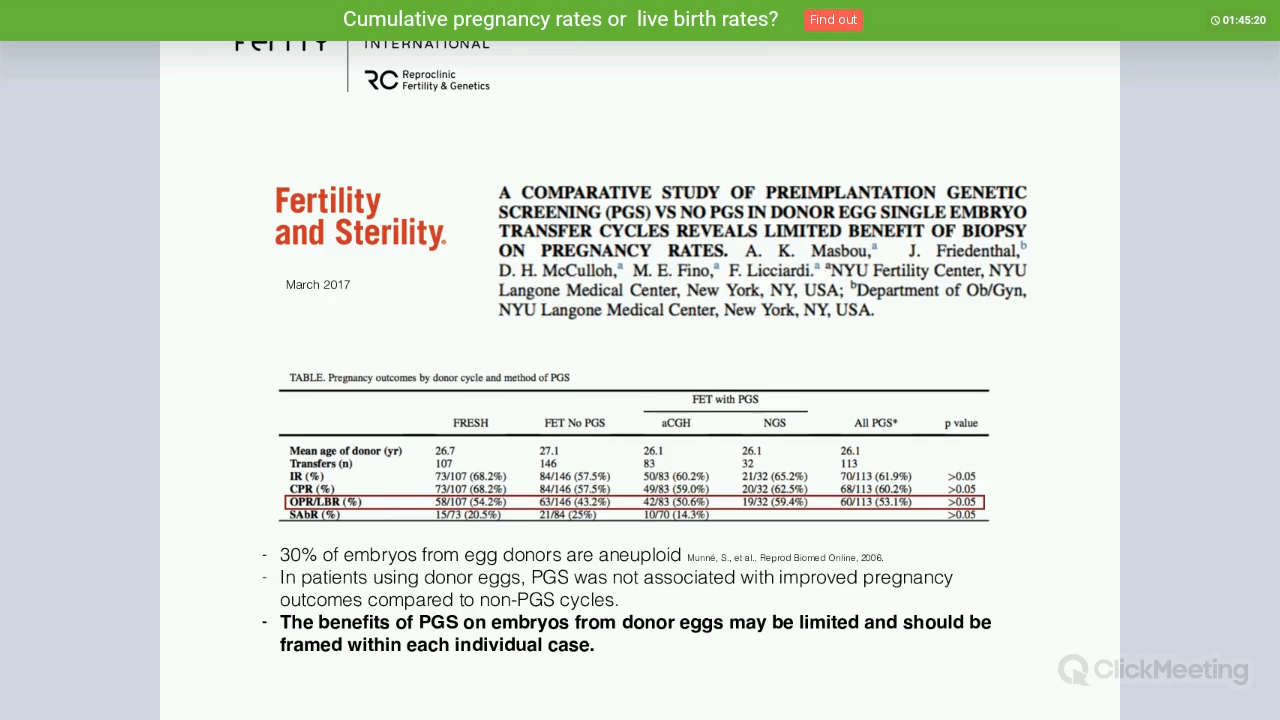 Cumulative pregnancy rates or live birth rates? Find out 01:45:20
INTERNATIONAL
RC Reproclinic
Fertility & Genetics
Fertility
and Sterility.
March 2017
A COMPARATIVE STUDY OF PREIMPLANTATION GENETIC
SCREENING (PGS) VS NO PGS IN DONOR EGG SINGLE EMBRYO
TRANSFER CYCLES REVEALS LIMITED BENEFIT OF BIOPSY
ON PREGNANCY RATES. A. K. Masbou,a J. Friedenthal,b
D. H. McCulloh,a M. E. Fino,a F. Licciardi.a aNYU Fertility Center, NYU
Langone Medical Center, New York, NY, USA; bDepartment of Ob/Gyn,
NYU Langone Medical Center, New York, NY, USA.
TABLE. Pregnancy outcomes by donor cycle and method of PGS
FET with PGS
FRESH FET No PGS aCGH NGS All PGS* p value
Mean age of donor (yr) 26.7 27.1 26.1 26.1 26.1
Transfers (n) 107 146 83 32 113
IR (%) 73/107 (68.2%) 84/146 (57.5%) 50/83 (60.2%) 21/32 (65.2%) 70/113 (61.9%) >0.05
CPR (%) 73/107 (68.2%) 84/146 (57.5%) 49/83 (59.0%) 20/32 (62.5%) 68/113 (60.2%) >0.05
OPR/LBR (%) 58/107 (54.2%) 63/146 (43.2%) 42/83 (50.6%) 19/32 (59.4%) 60/113 (53.1%) >0.05
SAbR (%) 15/73 (20.5%) 21/84 (25%) 10/70 (14.3%) >0.05
- 30% of embryos from egg donors are aneuploid Munné, S., et al., Reprod Biomed Online, 2006.
- In patients using donor eggs, PGS was not associated with improved pregnancy
outcomes compared to non-PGS cycles.
- The benefits of PGS on embryos from donor eggs may be limited and should be
framed within each individual case.
ClickMeeting